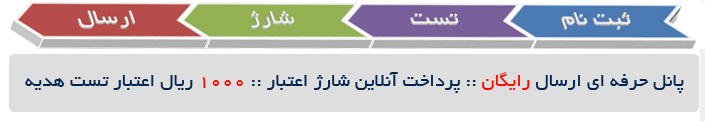 ثبت نام تست شارژ ارسال
پانل حرفه ای ارسال رایگان :: پرداخت آنلاین شارژ اعتبار :: ۱۰۰۰ ریال اعتبار تست هدیه